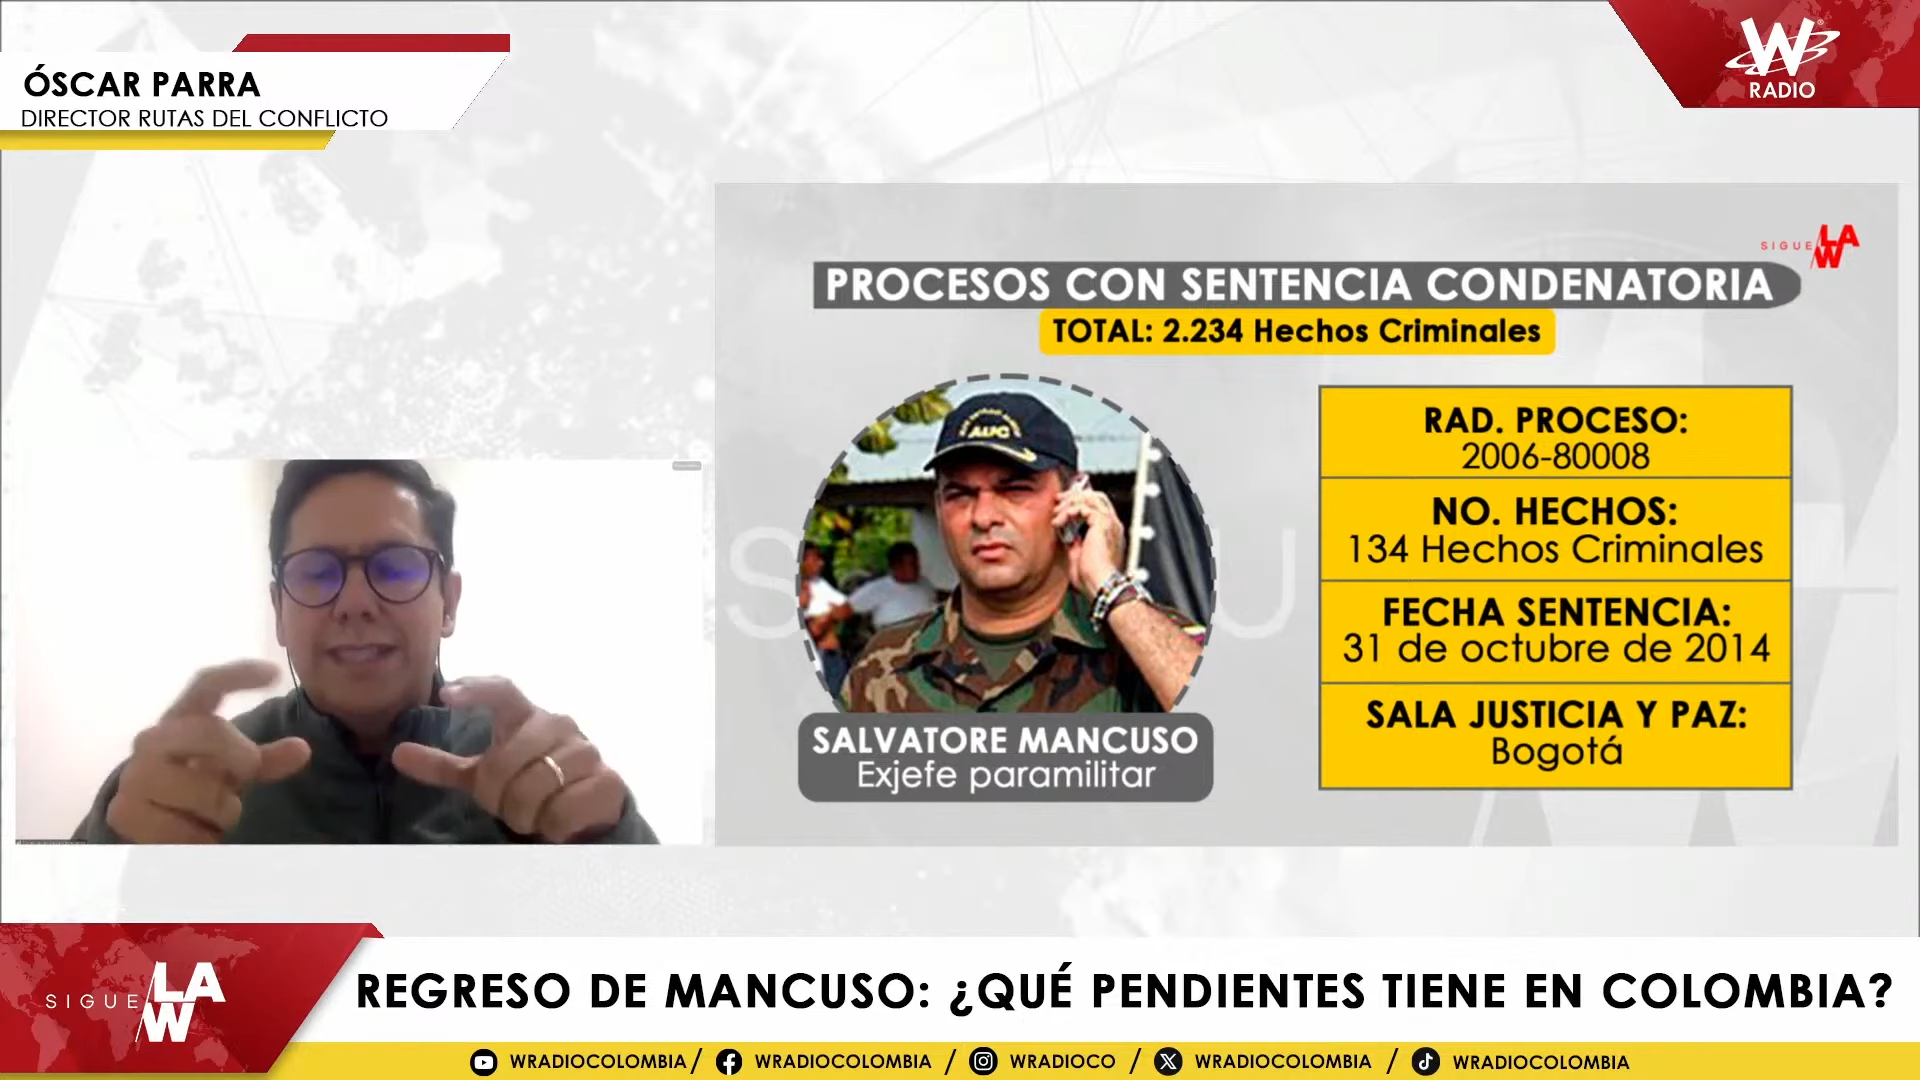 ÓSCAR PARRA
DIRECTOR RUTAS DEL CONFLICTO
W
RADIO
SIGUE LA W
PROCESOS CON SENTENCIA CONDENATORIA
TOTAL: 2.234 Hechos Criminales
AUC
SALVATORE MANCUSO
Exjefe paramilitar
RAD. PROCESO:
2006-80008
NO. HECHOS:
134 Hechos Criminales
FECHA SENTENCIA:
31 de octubre de 2014
SALA JUSTICIA Y PAZ:
Bogotá
SIGUE LA W
REGRESO DE MANCUSO: ¿QUÉ PENDIENTES TIENE EN COLOMBIA?
WRADIOCOLOMBIA / WRADIOCOLOMBIA / WRADIOCO / WRADIOCOLOMBIA / WRADIOCOLOMBIA